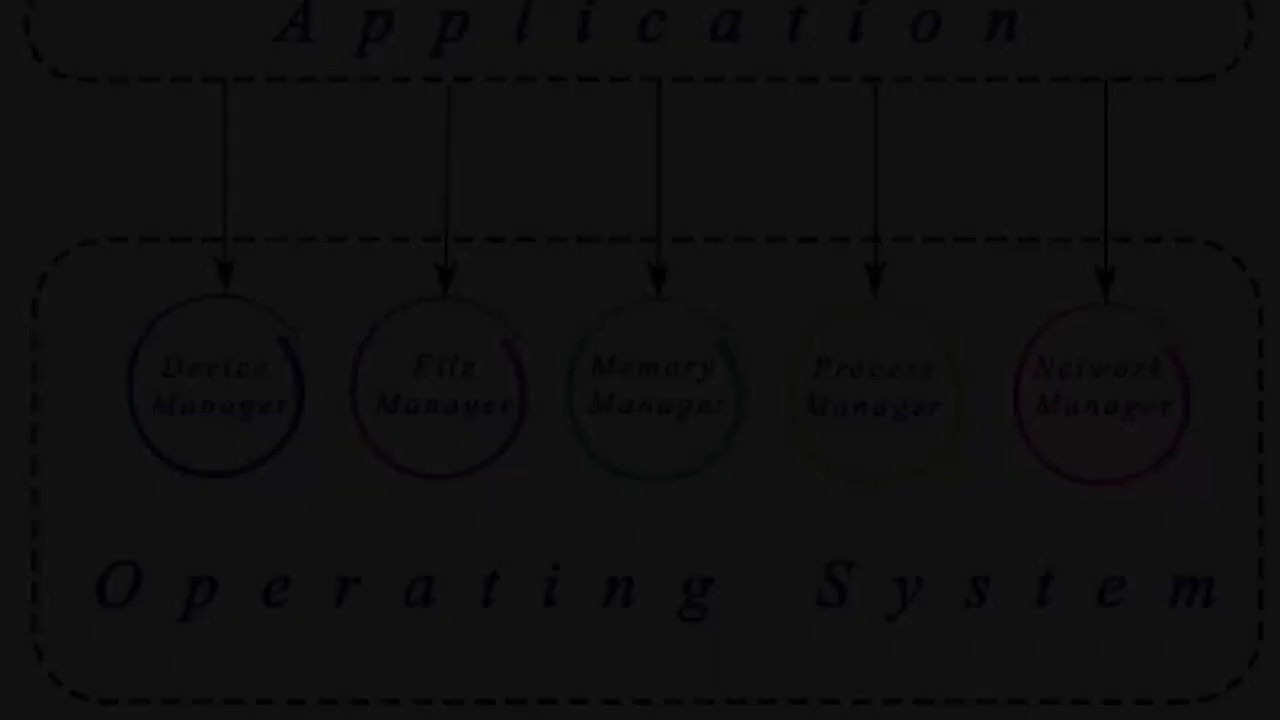 Application
Device
Manager
File
Manager
Memory
Manager
Process
Manager
Network
Manager
Operating System